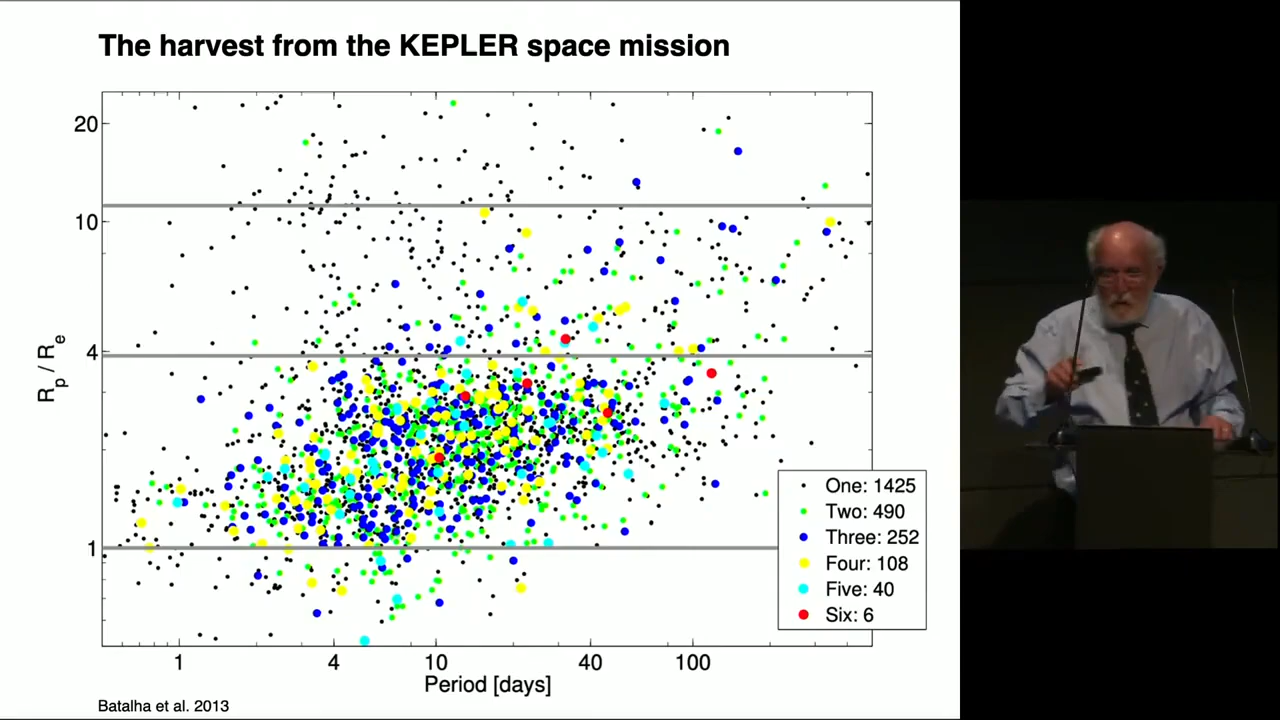 The harvest from the KEPLER space mission
20
10
4
1
R_p / R_e
1 4 10 40 100
Period [days]
One: 1425
Two: 490
Three: 252
Four: 108
Five: 40
Six: 6
Batalha et al. 2013